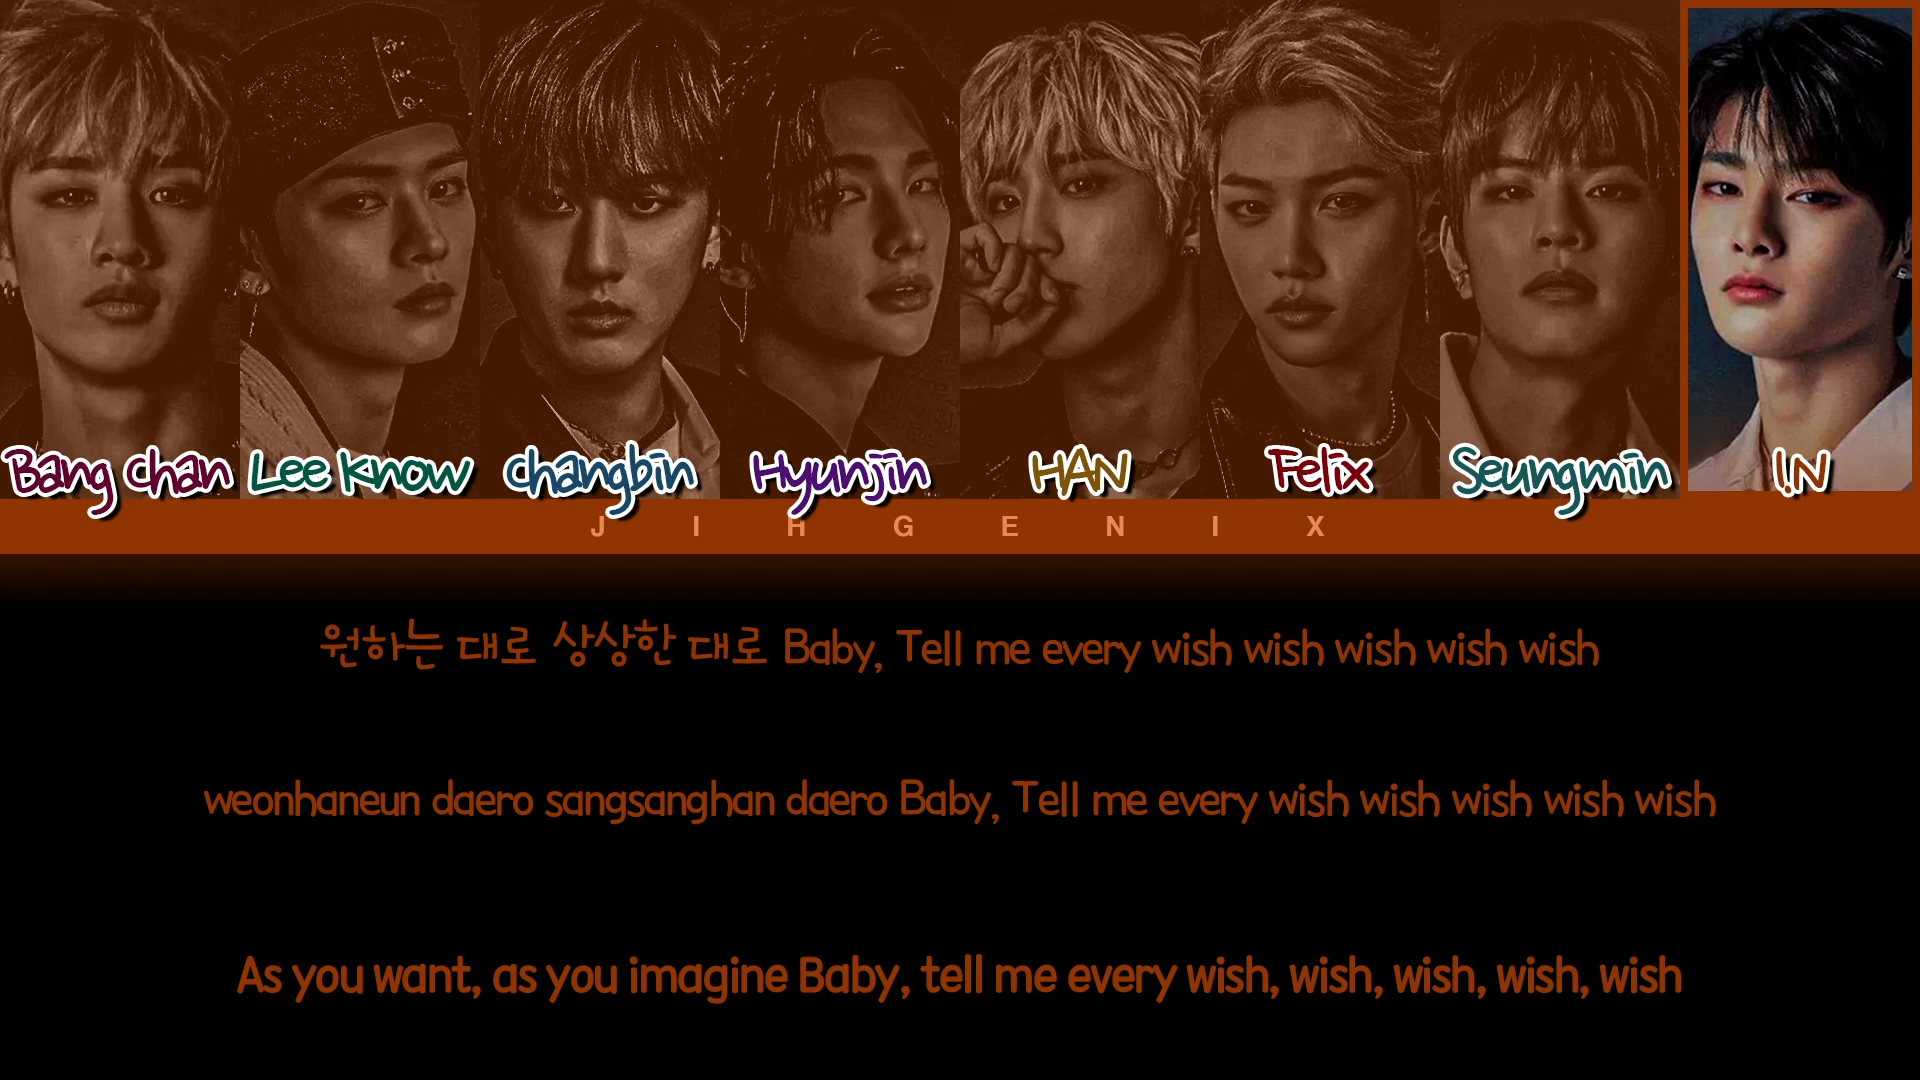 Bang Chan Lee Know Changbin Hyunjin HAN Felix Seungmin I.N
JIHGENIX
원하는 대로 상상한 대로 Baby, Tell me every wish wish wish wish wish
weonhaneun daero sangsanghan daero Baby, Tell me every wish wish wish wish wish
As you want, as you imagine Baby, tell me every wish, wish, wish, wish, wish